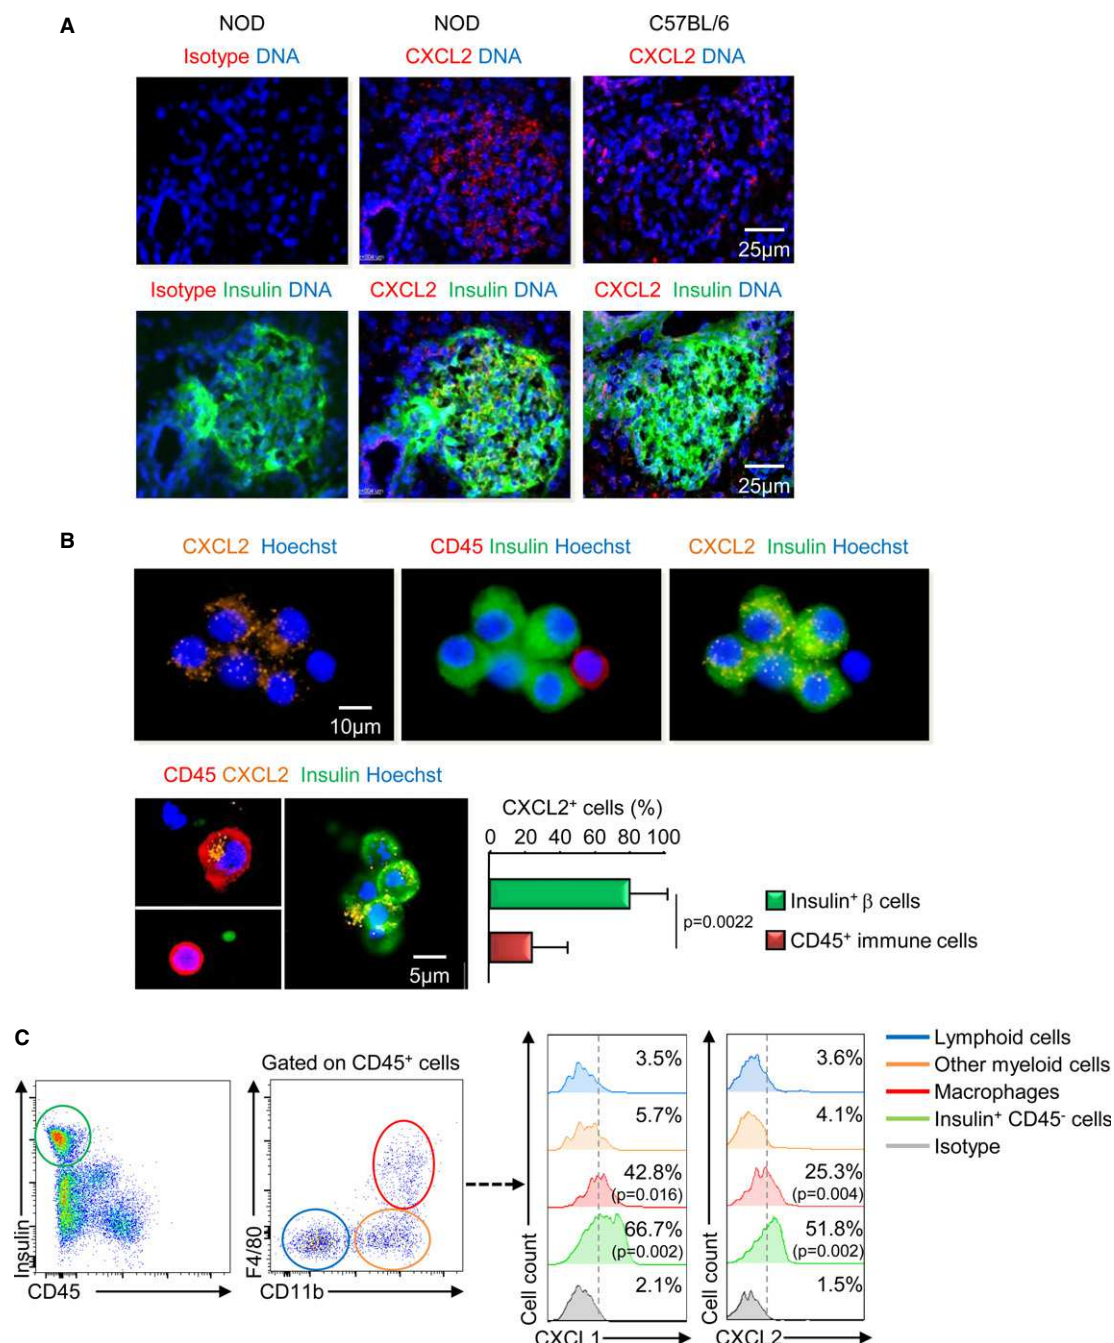 A
NOD
NOD
C57BL/6
Isotype DNA
CXCL2 DNA
CXCL2 DNA
25µm
Isotype Insulin DNA
CXCL2 Insulin DNA
CXCL2 Insulin DNA
25µm
B
CXCL2 Hoechst
CD45 Insulin Hoechst
CXCL2 Insulin Hoechst
10µm
CD45 CXCL2 Insulin Hoechst
5µm
CXCL2⁺ cells (%)
0 20 40 60 80 100
p=0.0022
Insulin⁺ β cells
CD45⁺ immune cells
C
Gated on CD45⁺ cells
Insulin
CD45
F4/80
CD11b
Cell count
3.5%
5.7%
42.8%
(p=0.016)
66.7%
(p=0.002)
2.1%
CXCL1
Cell count
3.6%
4.1%
25.3%
(p=0.004)
51.8%
(p=0.002)
1.5%
CXCL2
Lymphoid cells
Other myeloid cells
Macrophages
Insulin⁺ CD45⁻ cells
Isotype